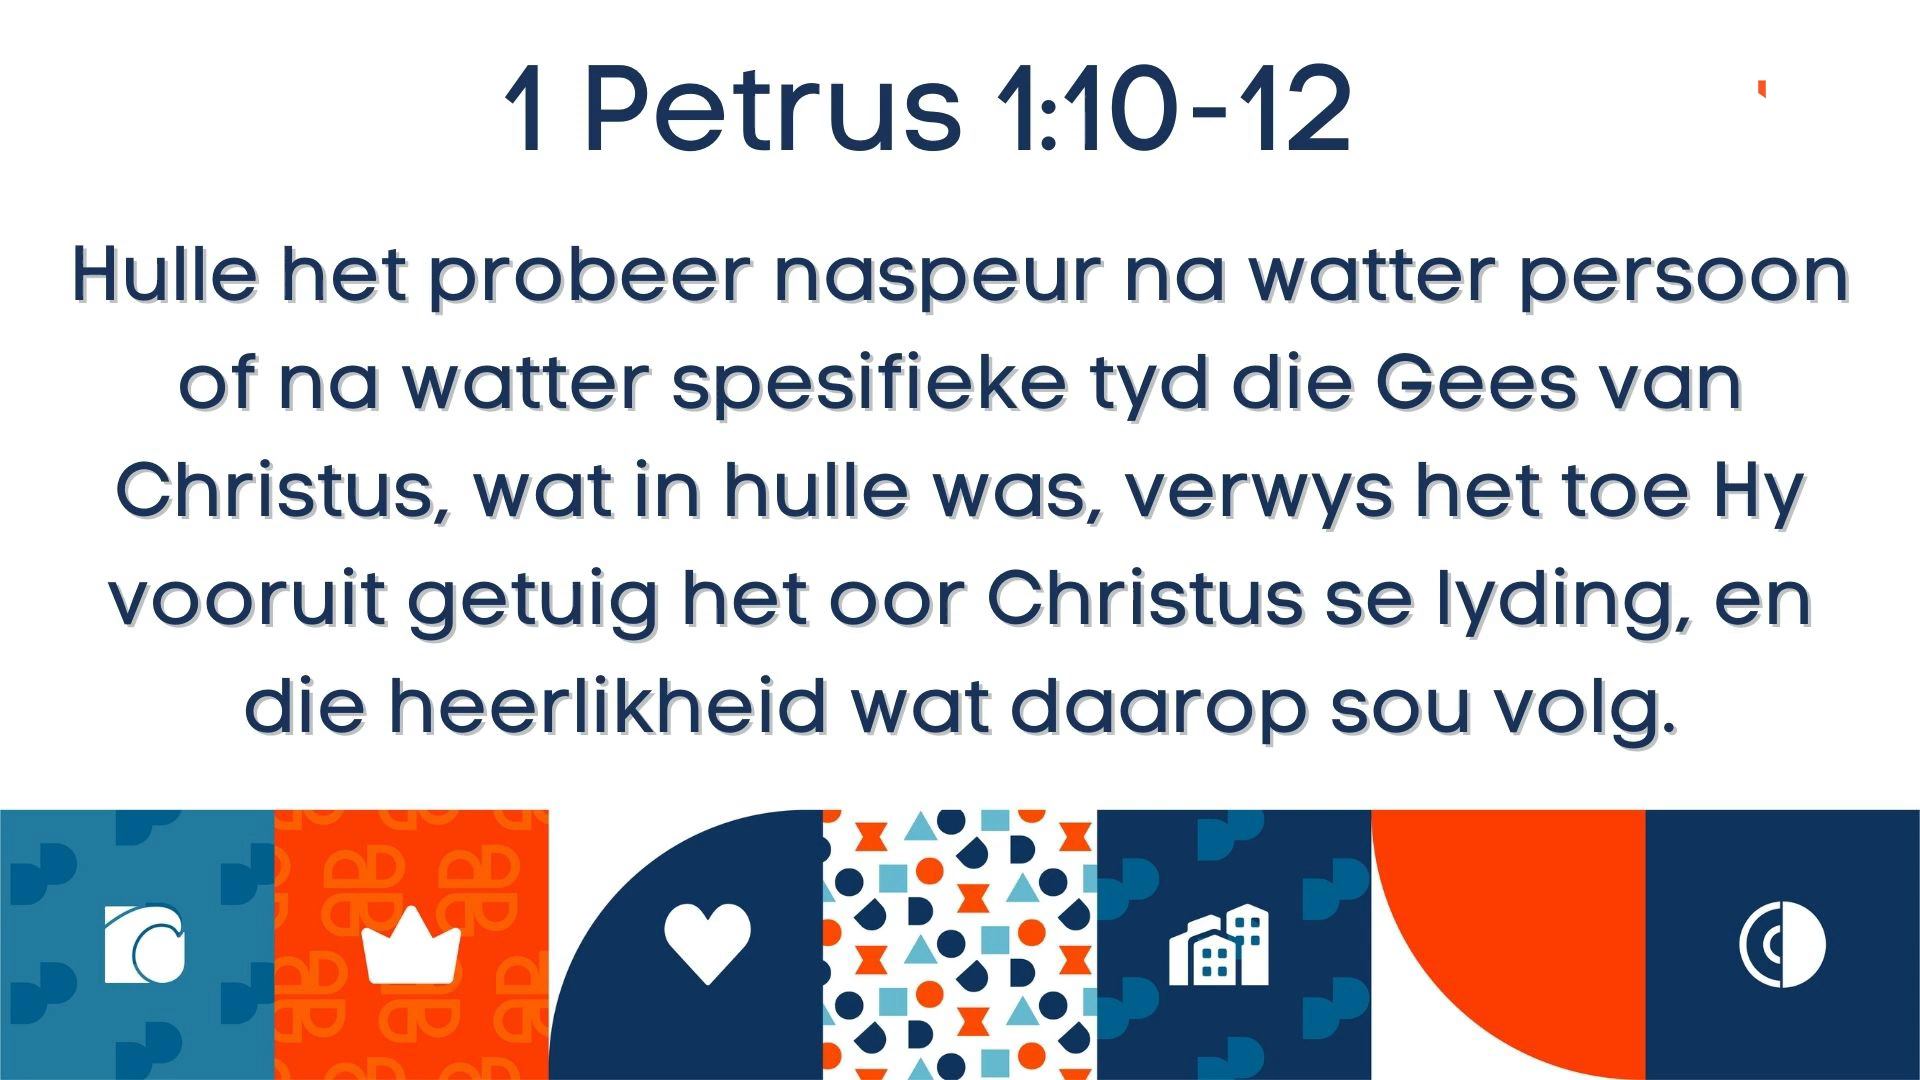 1 Petrus 1:10-12
Hulle het probeer naspeur na watter persoon
of na watter spesifieke tyd die Gees van
Christus, wat in hulle was, verwys het toe Hy
vooruit getuig het oor Christus se lyding, en
die heerlikheid wat daarop sou volg.